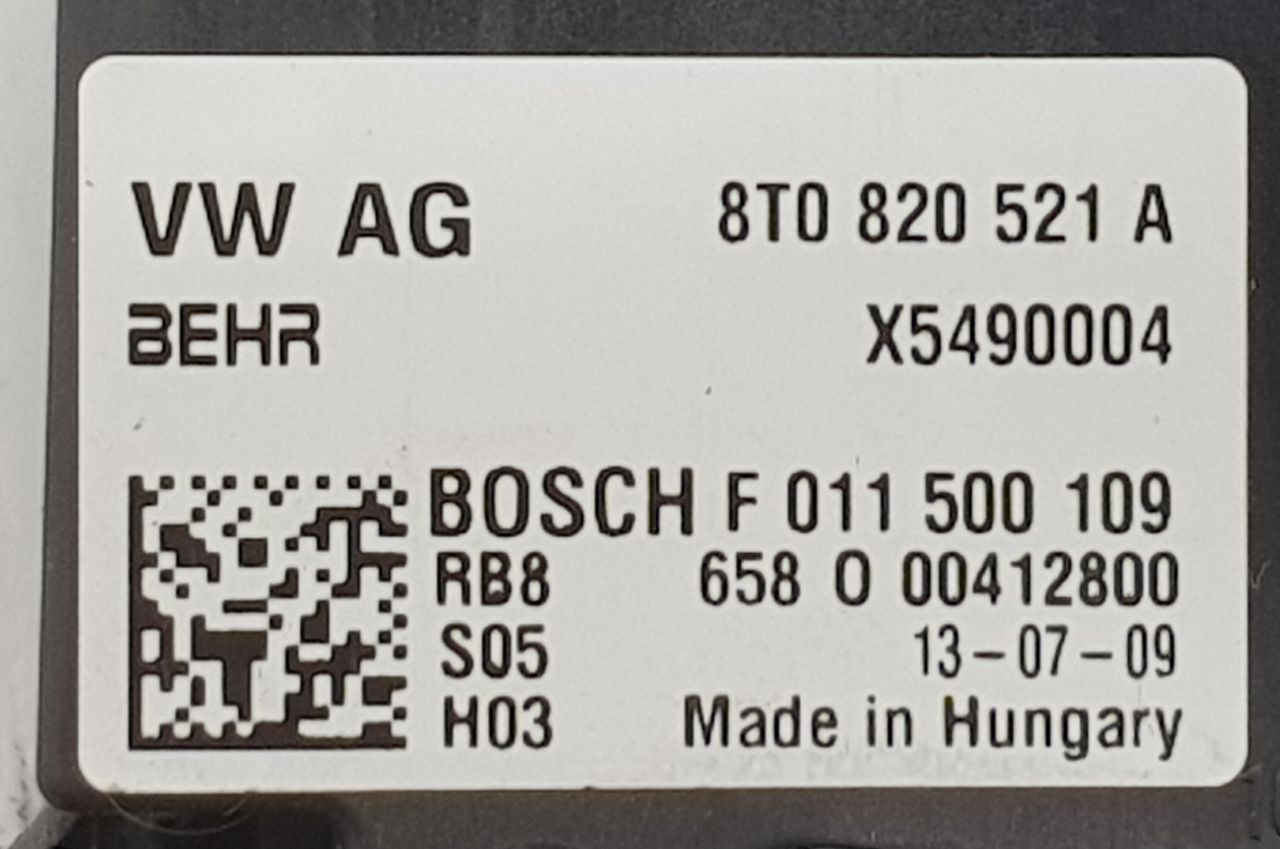 VW AG 8T0 820 521 A
BEHR X5490004
BOSCH F 011 500 109
RB8 658 0 00412800
S05 13-07-09
H03 Made in Hungary